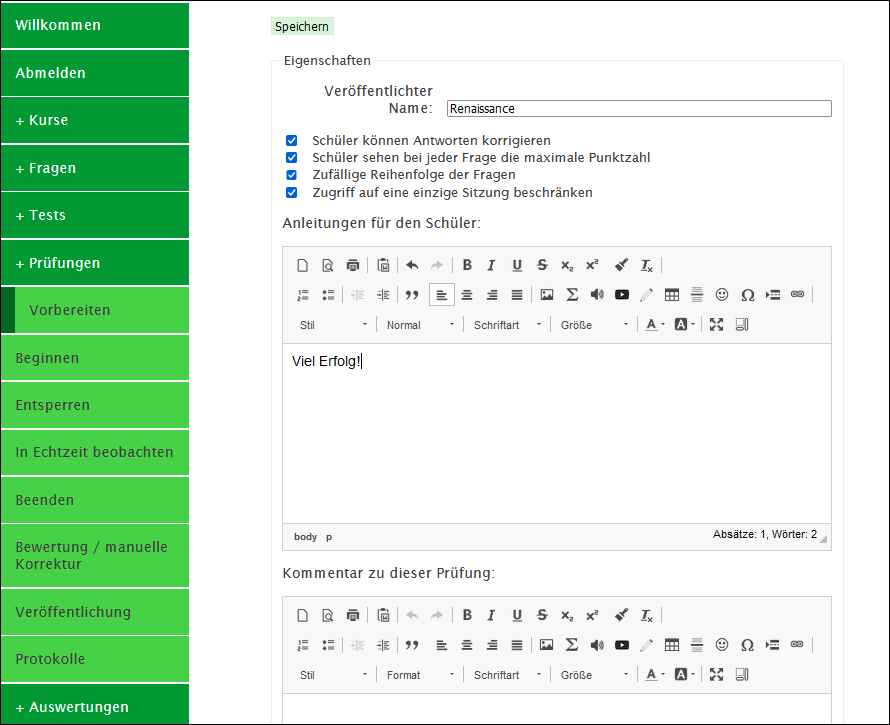 Willkommen
Abmelden
+ Kurse
+ Fragen
+ Tests
+ Prüfungen
Vorbereiten
Beginnen
Entsperren
In Echtzeit beobachten
Beenden
Bewertung / manuelle
Korrektur
Veröffentlichung
Protokolle
+ Auswertungen
Speichern
Eigenschaften
Veröffentlichter
Name: Renaissance
Schüler können Antworten korrigieren
Schüler sehen bei jeder Frage die maximale Punktzahl
Zufällige Reihenfolge der Fragen
Zugriff auf eine einzige Sitzung beschränken
Anleitungen für den Schüler:
Stil Normal Schriftart Größe
Viel Erfolg!
body p Absätze: 1, Wörter: 2
Kommentar zu dieser Prüfung:
Stil Format Schriftart Größe